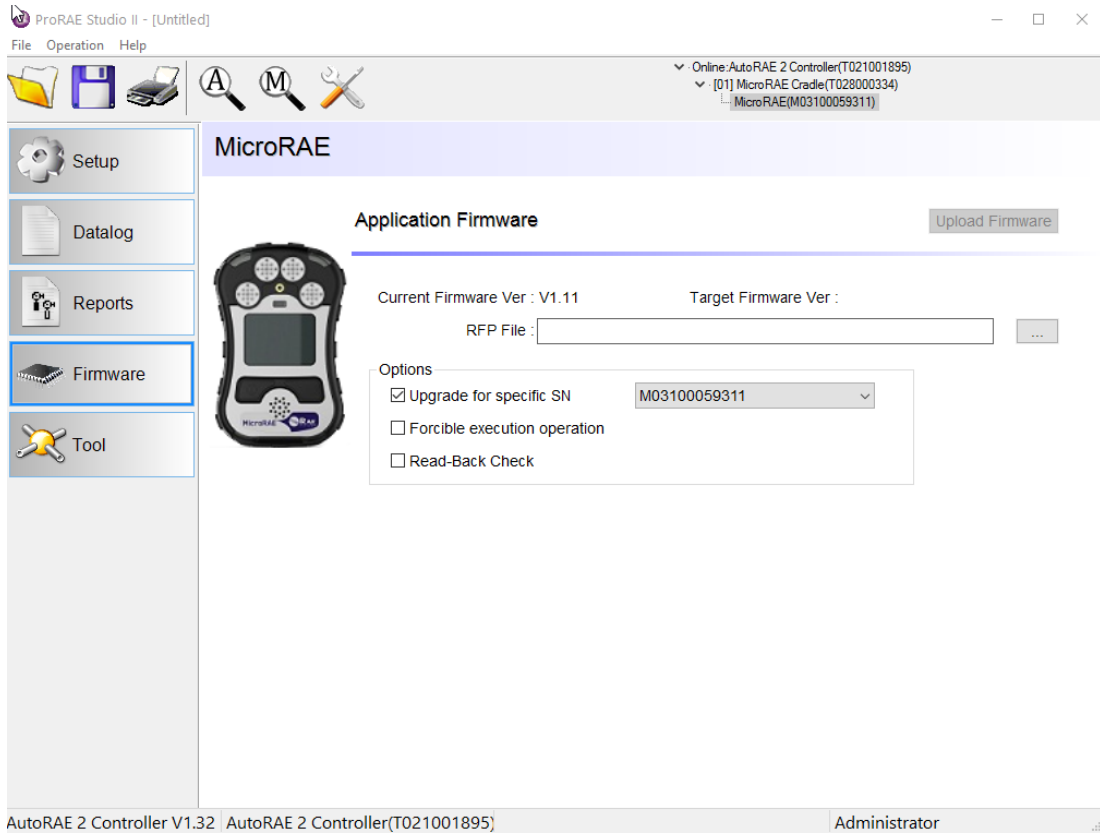 ProRAE Studio II - [Untitled]
File Operation Help
A M
Online:AutoRAE 2 Controller(T021001895)
[01] MicroRAE Cradle(T028000334)
MicroRAE(M03100059311)
Setup
Datalog
Reports
Firmware
Tool
MicroRAE
Application Firmware
Upload Firmware
Current Firmware Ver : V1.11
Target Firmware Ver :
RFP File :
...
Options
Upgrade for specific SN
M03100059311
Forcible execution operation
Read-Back Check
MicroRAE RAE
AutoRAE 2 Controller V1.32
AutoRAE 2 Controller(T021001895)
Administrator